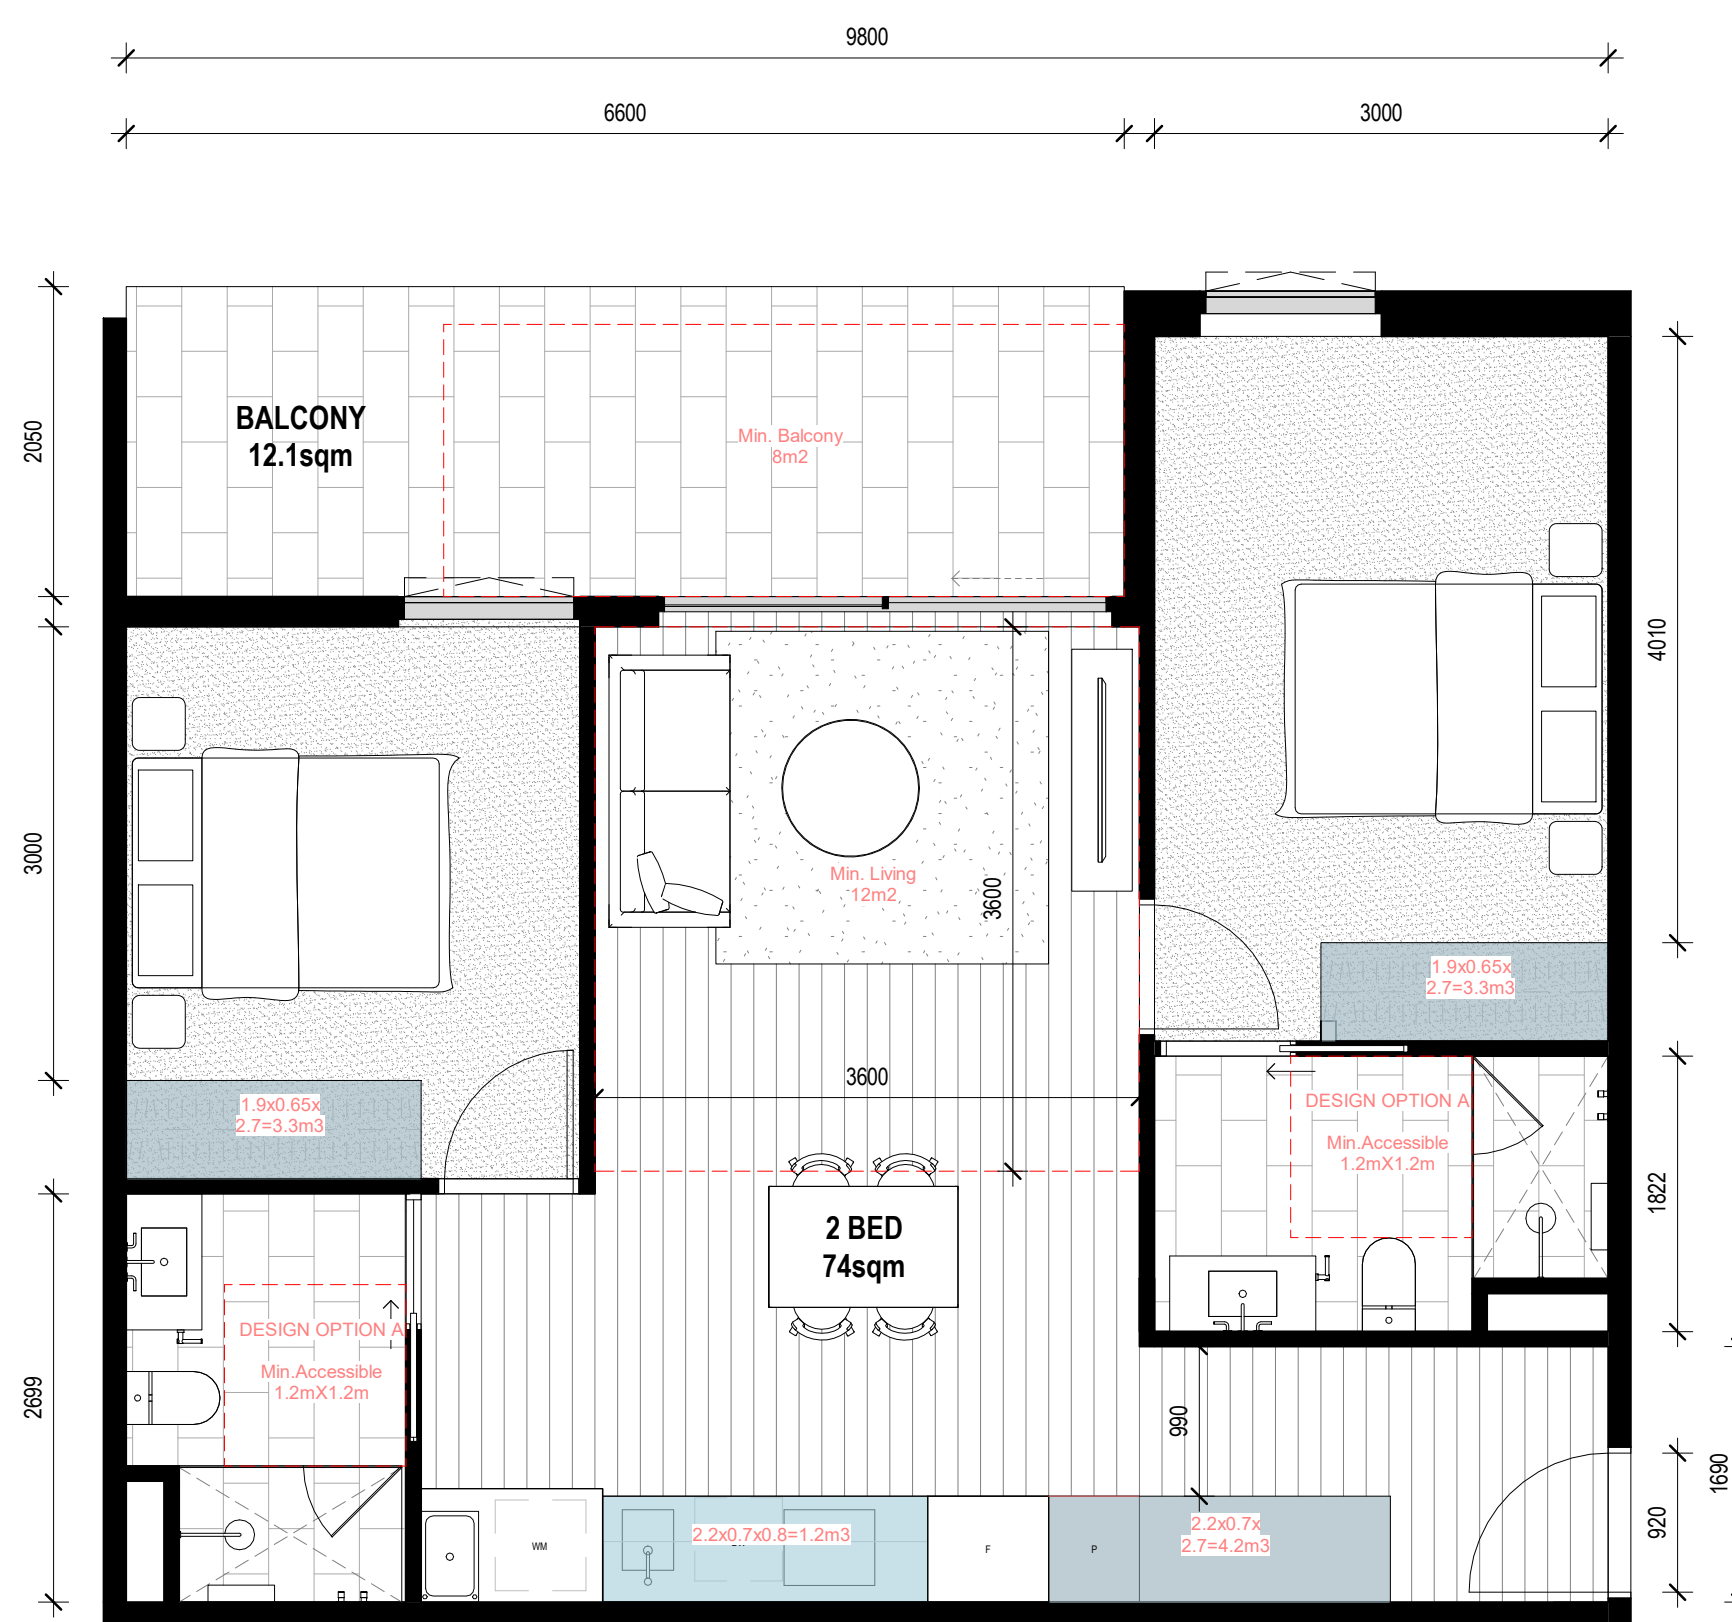 9800
6600
3000
BALCONY
12.1sqm
Min. Balcony
8m2
2050
4010
3000
Min. Living
12m2
3600
1.9x0.65x
2.7=3.3m3
3600
1.9x0.65x
2.7=3.3m3
DESIGN OPTION A
Min.Accessible
1.2mX1.2m
1822
2 BED
74sqm
DESIGN OPTION A
Min.Accessible
1.2mX1.2m
2699
990
1690
920
WM
2.2x0.7x0.8=1.2m3
F
P
2.2x0.7x
2.7=4.2m3